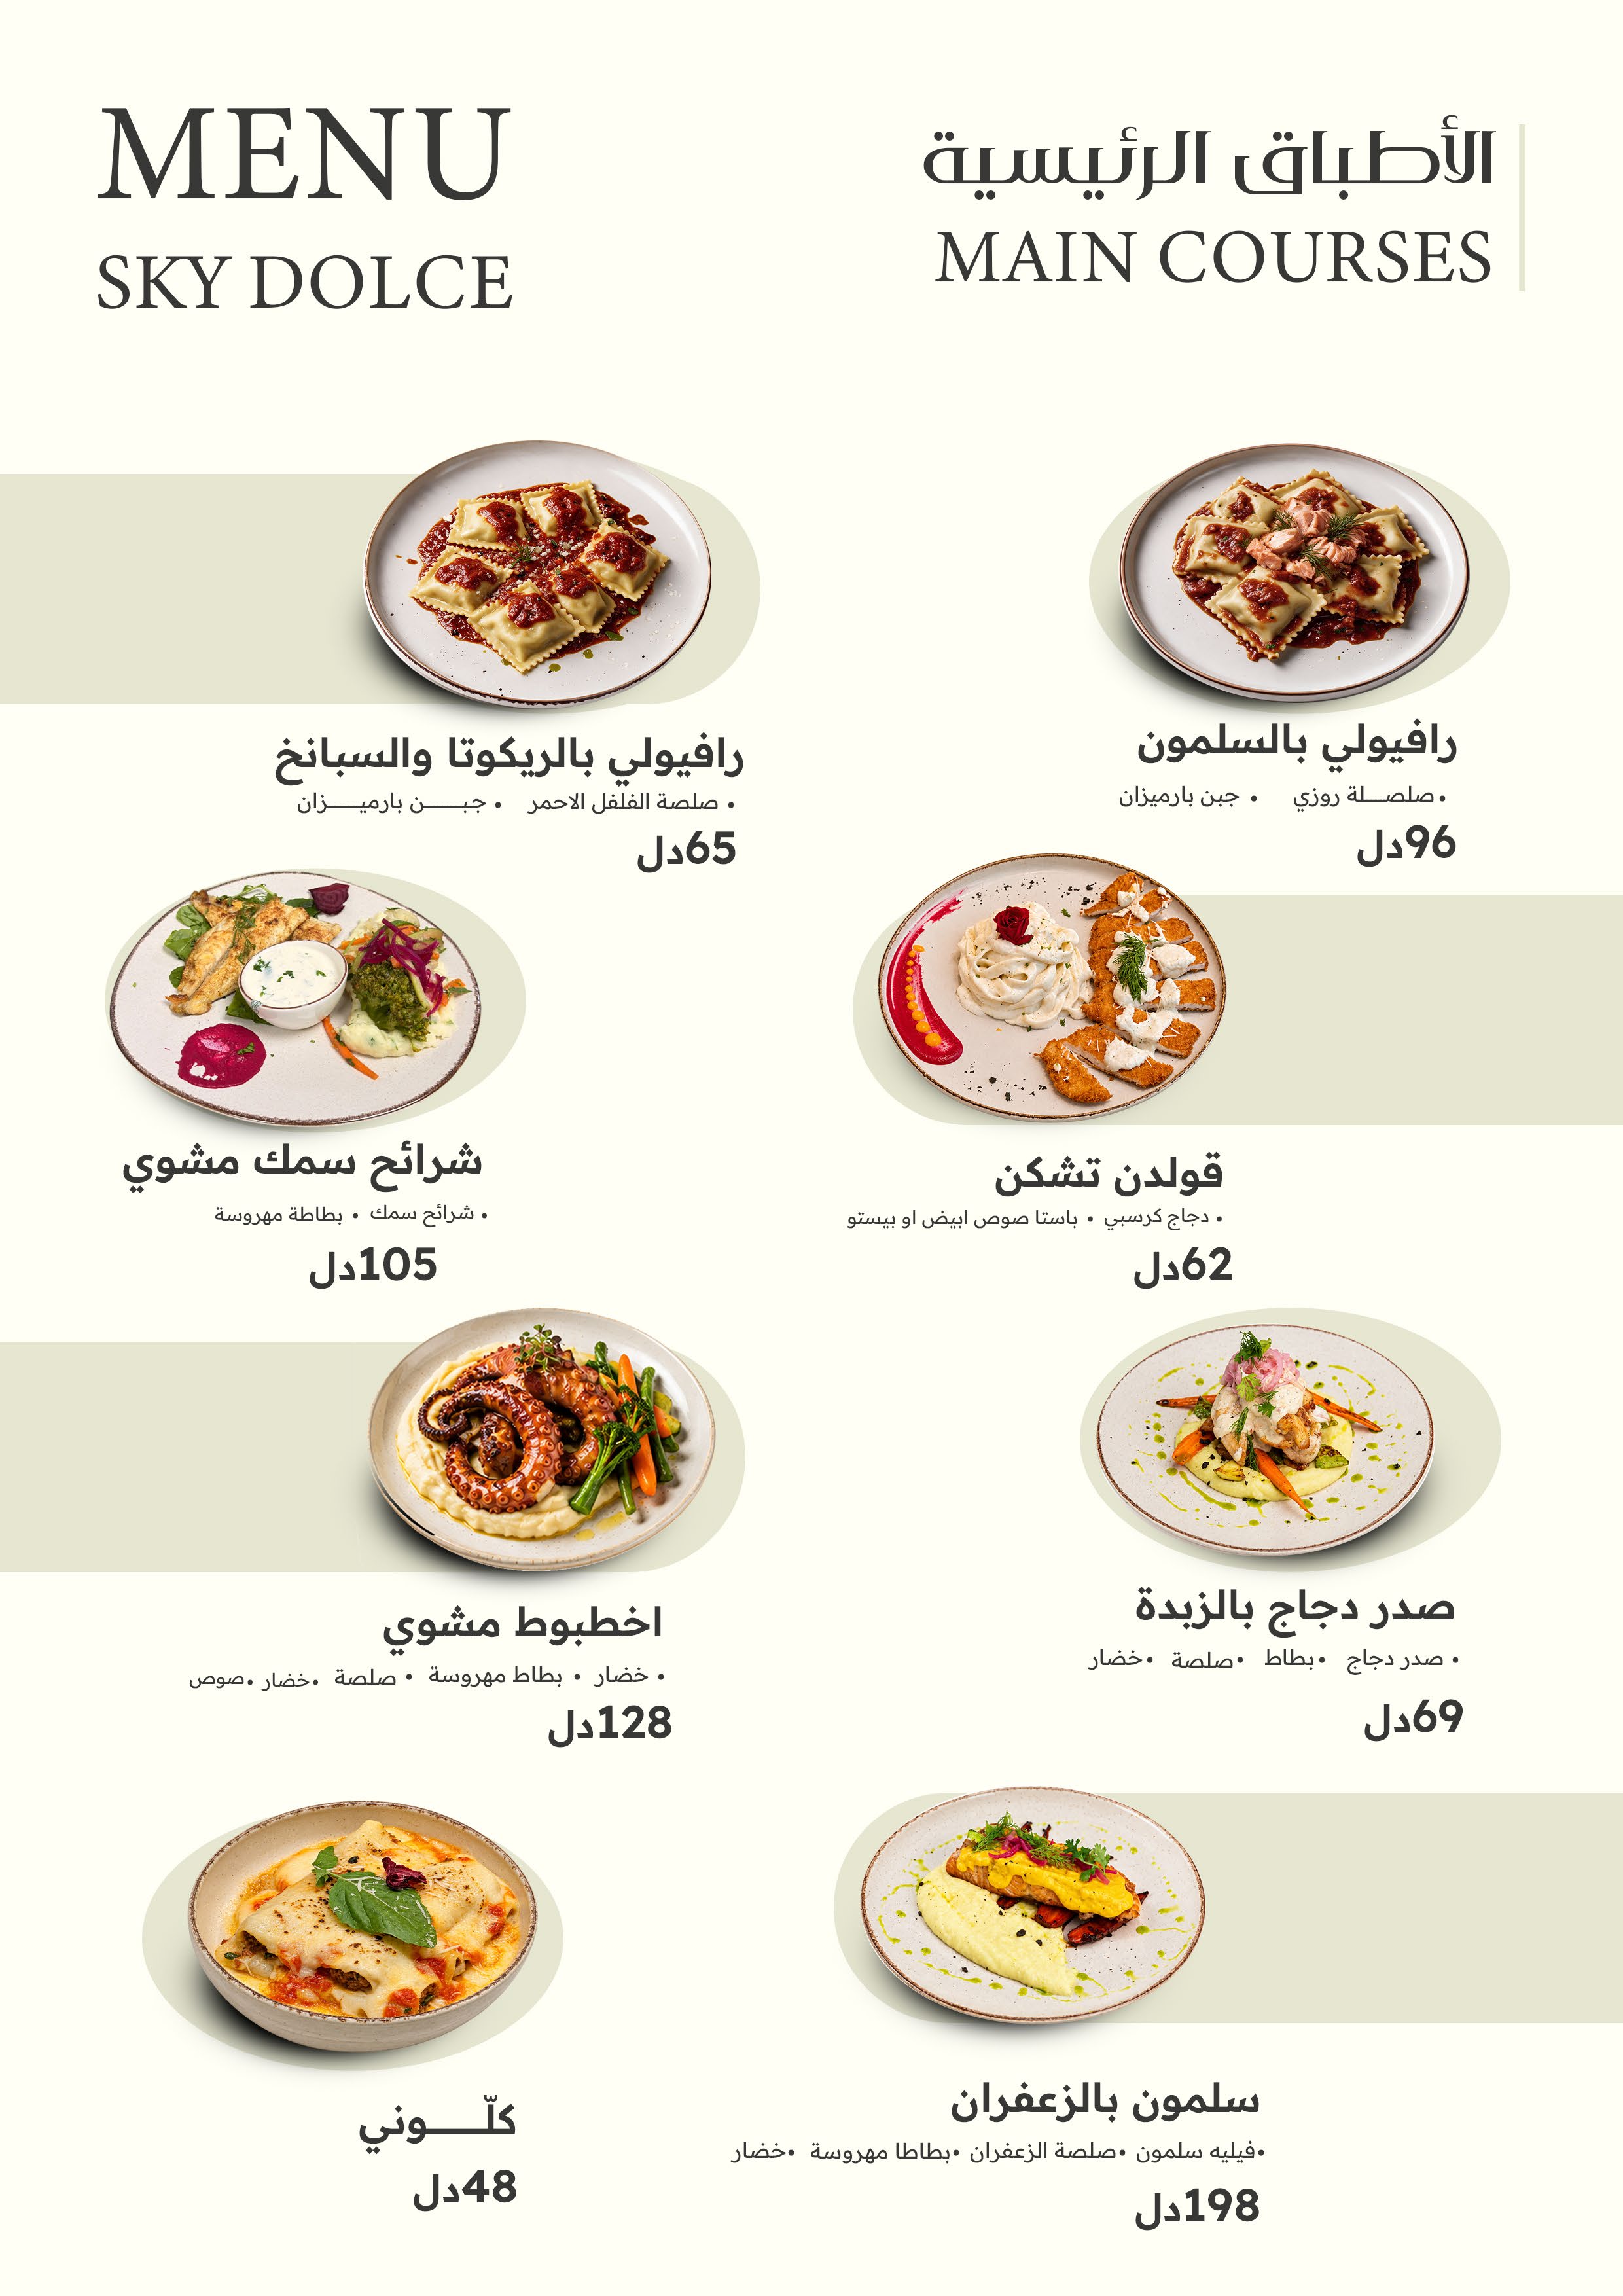 MENU
SKY DOLCE
الأطباق الرئيسية
MAIN COURSES
رافيولي بالسلمون
• صلصـــلة روزي • جبن بارميزان
96دل
رافيولي بالريكوتا والسبانخ
• صلصة الفلفل الاحمر • جبـــــن بارميـــــزان
65دل
قولدن تشكن
• دجاج كرسبي • باستا صوص ابيض او بيستو
62دل
شرائح سمك مشوي
• شرائح سمك • بطاطة مهروسة
105دل
صدر دجاج بالزبدة
• صدر دجاج • بطاط • صلصة • خضار
69دل
اخطبوط مشوي
• خضار • بطاط مهروسة • صلصة • خضار • صوص
128دل
سلمون بالزعفران
• فيليه سلمون • صلصة الزعفران • بطاطا مهروسة • خضار
198دل
كلّـــــوني
48دل